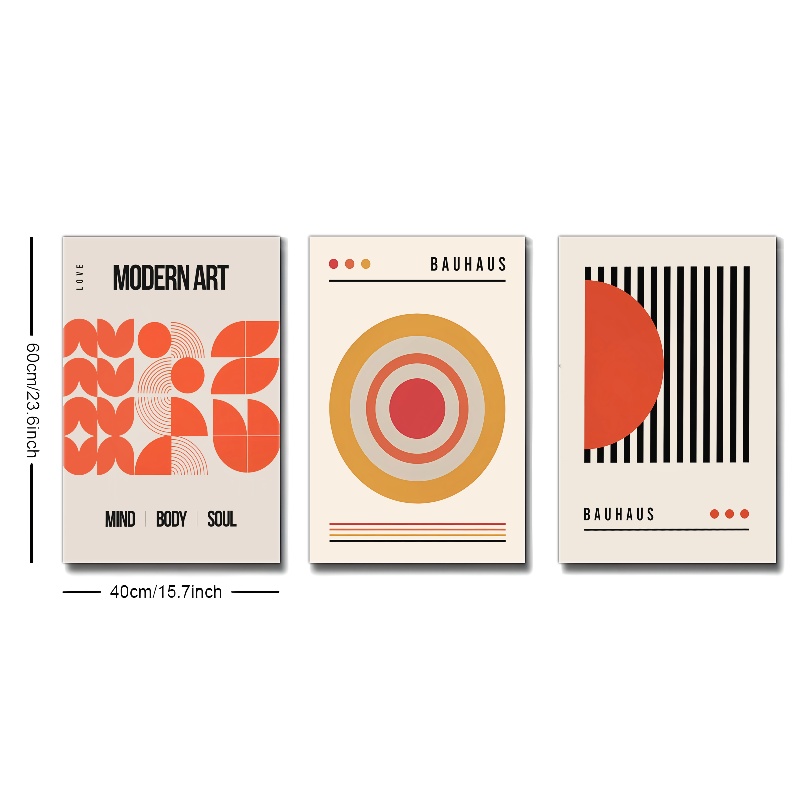 LOVE
MODERN ART
MIND | BODY | SOUL
BAUHAUS
BAUHAUS
60cm/23.6inch
40cm/15.7inch